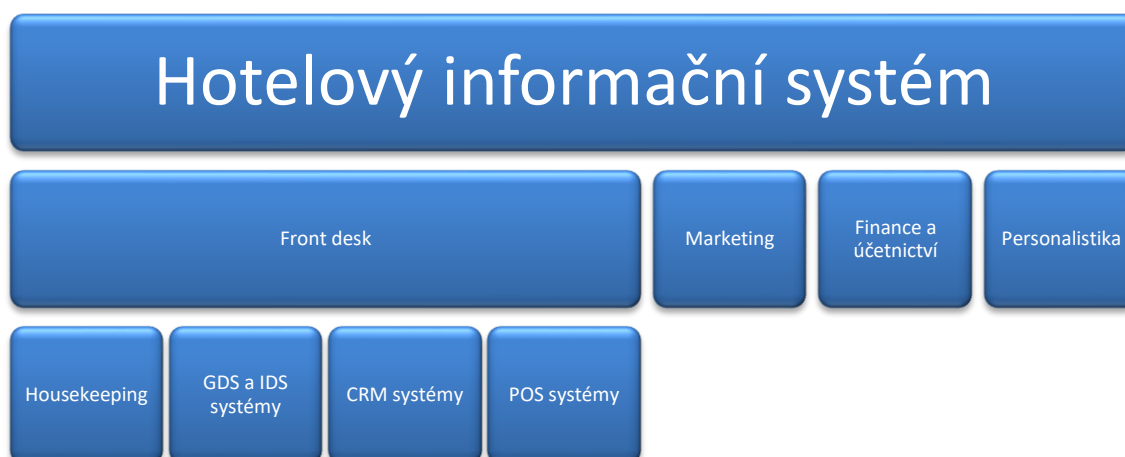 Hotelový informační systém
Front desk
Marketing
Finance a
účetnictví
Personalistika
Housekeeping
GDS a IDS
systémy
CRM systémy
POS systémy